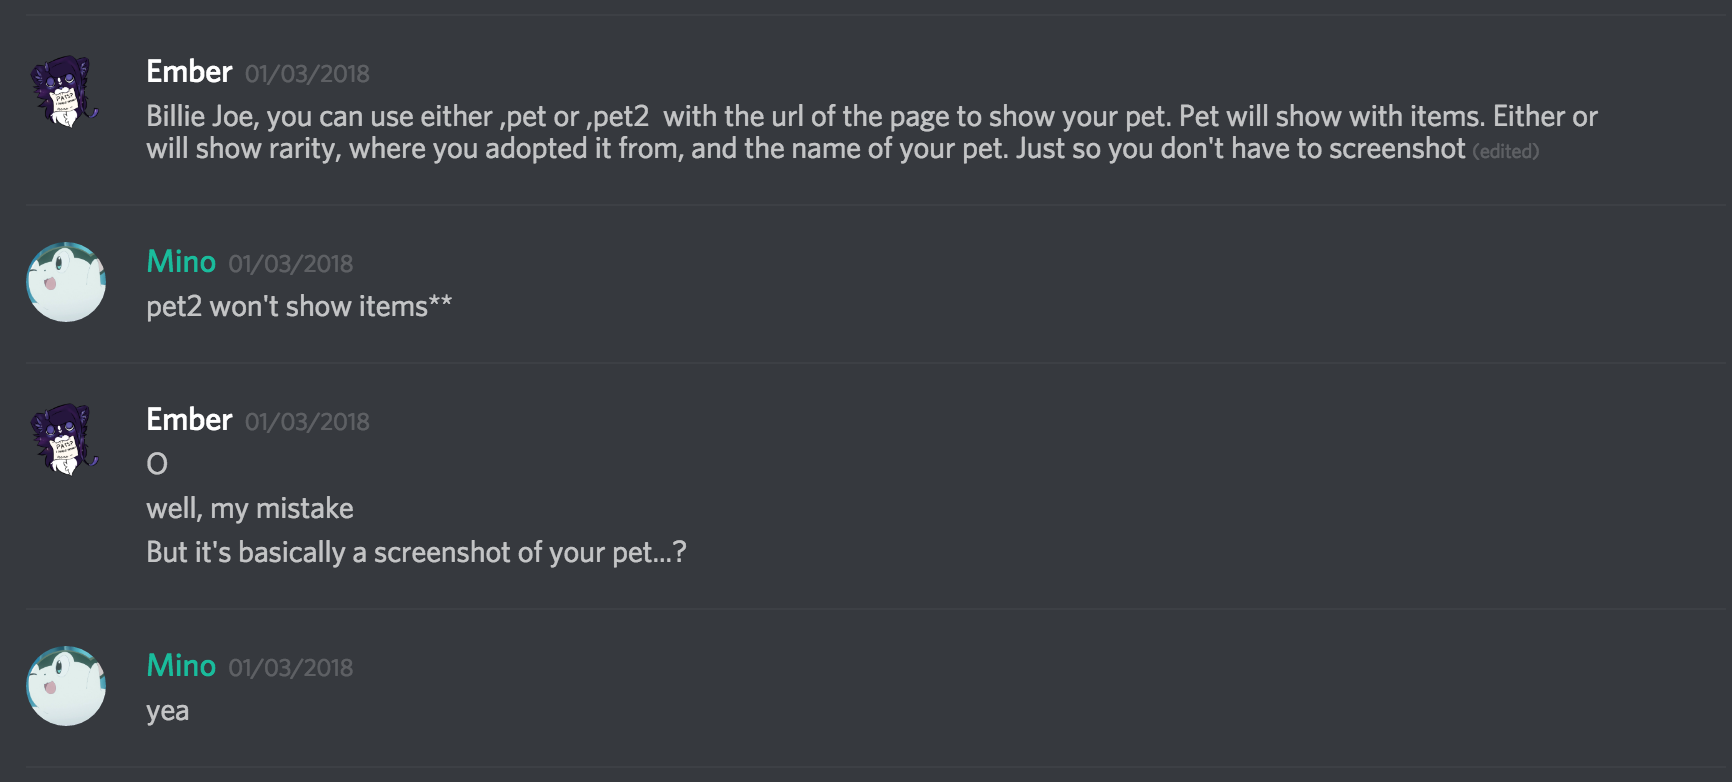 Ember 01/03/2018
Billie Joe, you can use either ,pet or ,pet2  with the url of the page to show your pet. Pet will show with items. Either or
will show rarity, where you adopted it from, and the name of your pet. Just so you don't have to screenshot (edited)
Mino 01/03/2018
pet2 won't show items**
Ember 01/03/2018
O
well, my mistake
But it's basically a screenshot of your pet...?
Mino 01/03/2018
yea